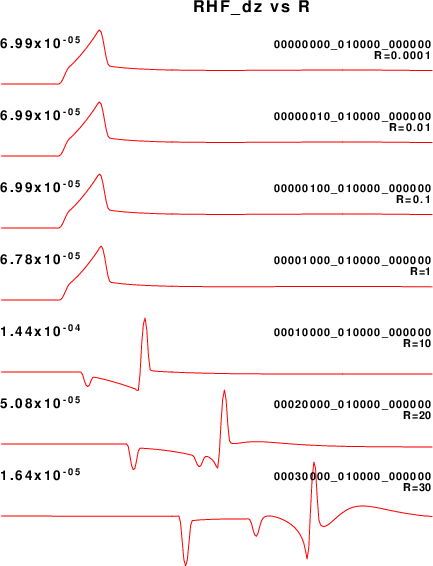 RHF_dz vs R
6.99x10-05
00000000_010000_000000
R=0.0001
6.99x10-05
00000010_010000_000000
R=0.01
6.99x10-05
00000100_010000_000000
R=0.1
6.78x10-05
00001000_010000_000000
R=1
1.44x10-04
00010000_010000_000000
R=10
5.08x10-05
00020000_010000_000000
R=20
1.64x10-05
00030000_010000_000000
R=30